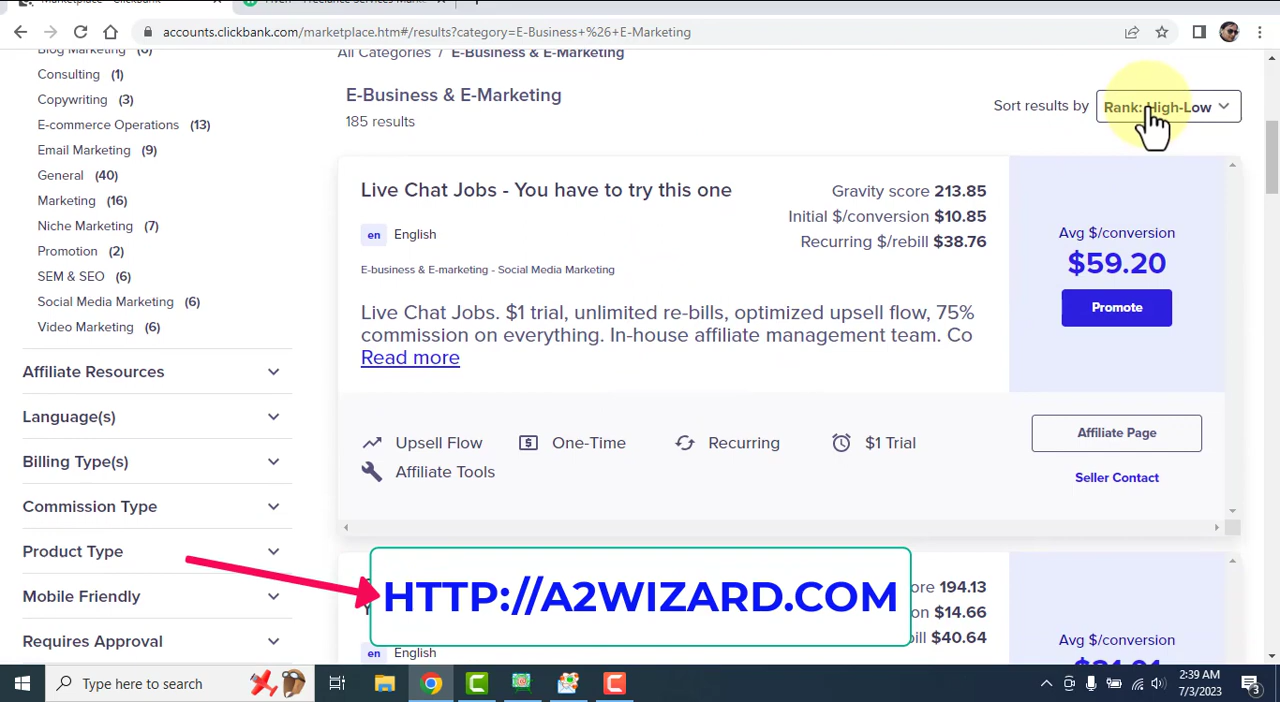 accounts.clickbank.com/marketplace.htm#/results?category=E-Business+%26+E-Marketing
Blog Marketing (6)
Consulting (1)
Copywriting (3)
E-commerce Operations (13)
Email Marketing (9)
General (40)
Marketing (16)
Niche Marketing (7)
Promotion (2)
SEM & SEO (6)
Social Media Marketing (6)
Video Marketing (6)
Affiliate Resources
Language(s)
Billing Type(s)
Commission Type
Product Type
Mobile Friendly
Requires Approval
All Categories / E-Business & E-Marketing
E-Business & E-Marketing
185 results
Sort results by Rank: High-Low
Live Chat Jobs - You have to try this one
en English
E-business & E-marketing - Social Media Marketing
Gravity score 213.85
Initial $/conversion $10.85
Recurring $/rebill $38.76
Live Chat Jobs. $1 trial, unlimited re-bills, optimized upsell flow, 75%
commission on everything. In-house affiliate management team. Co
Read more
Avg $/conversion
$59.20
Promote
Upsell Flow One-Time Recurring $1 Trial
Affiliate Tools
Affiliate Page
Seller Contact
HTTP://A2WIZARD.COM
194.13
$14.66
$40.64
en English
Avg $/conversion
Type here to search
2:39 AM
7/3/2023
3